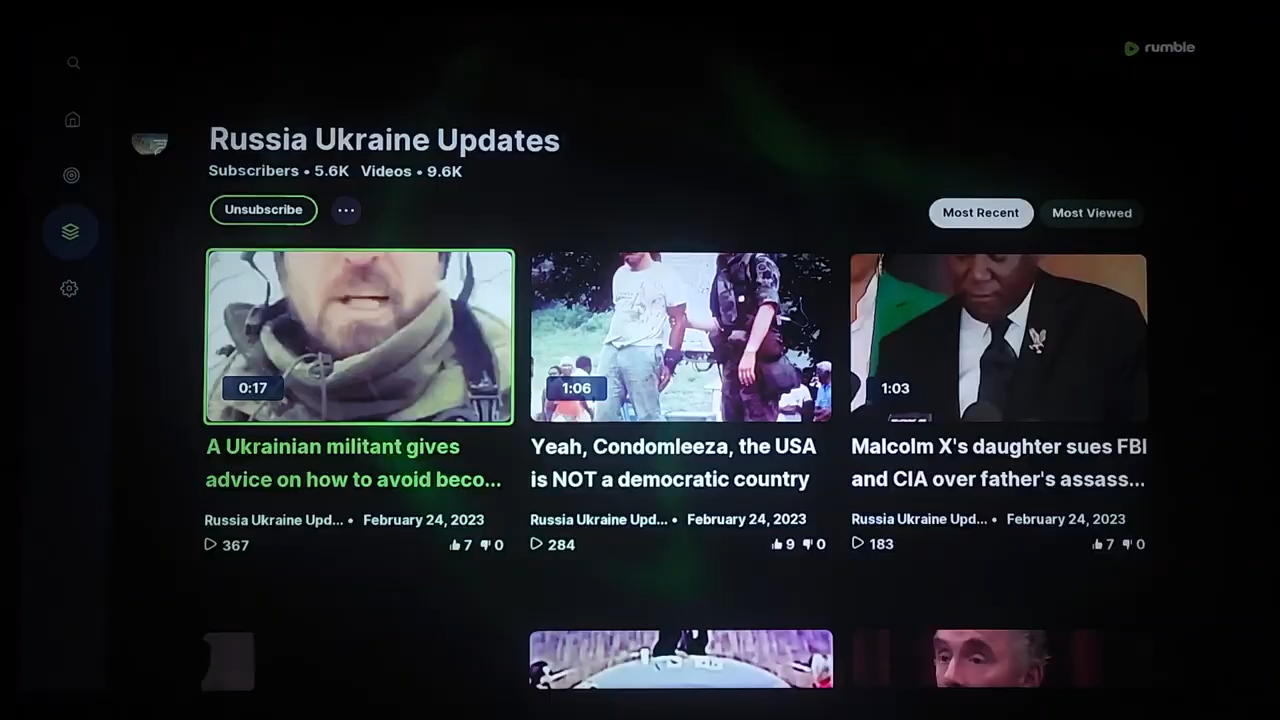 rumble
Russia Ukraine Updates
Subscribers • 5.6K Videos • 9.6K
Unsubscribe
Most Recent
Most Viewed
0:17
1:06
1:03
A Ukrainian militant gives
advice on how to avoid beco...
Yeah, Condomleeza, the USA
is NOT a democratic country
Malcolm X's daughter sues FBI
and CIA over father's assass...
Russia Ukraine Upd... • February 24, 2023
Russia Ukraine Upd... • February 24, 2023
Russia Ukraine Upd... • February 24, 2023
367
7
0
284
9
0
183
7
0